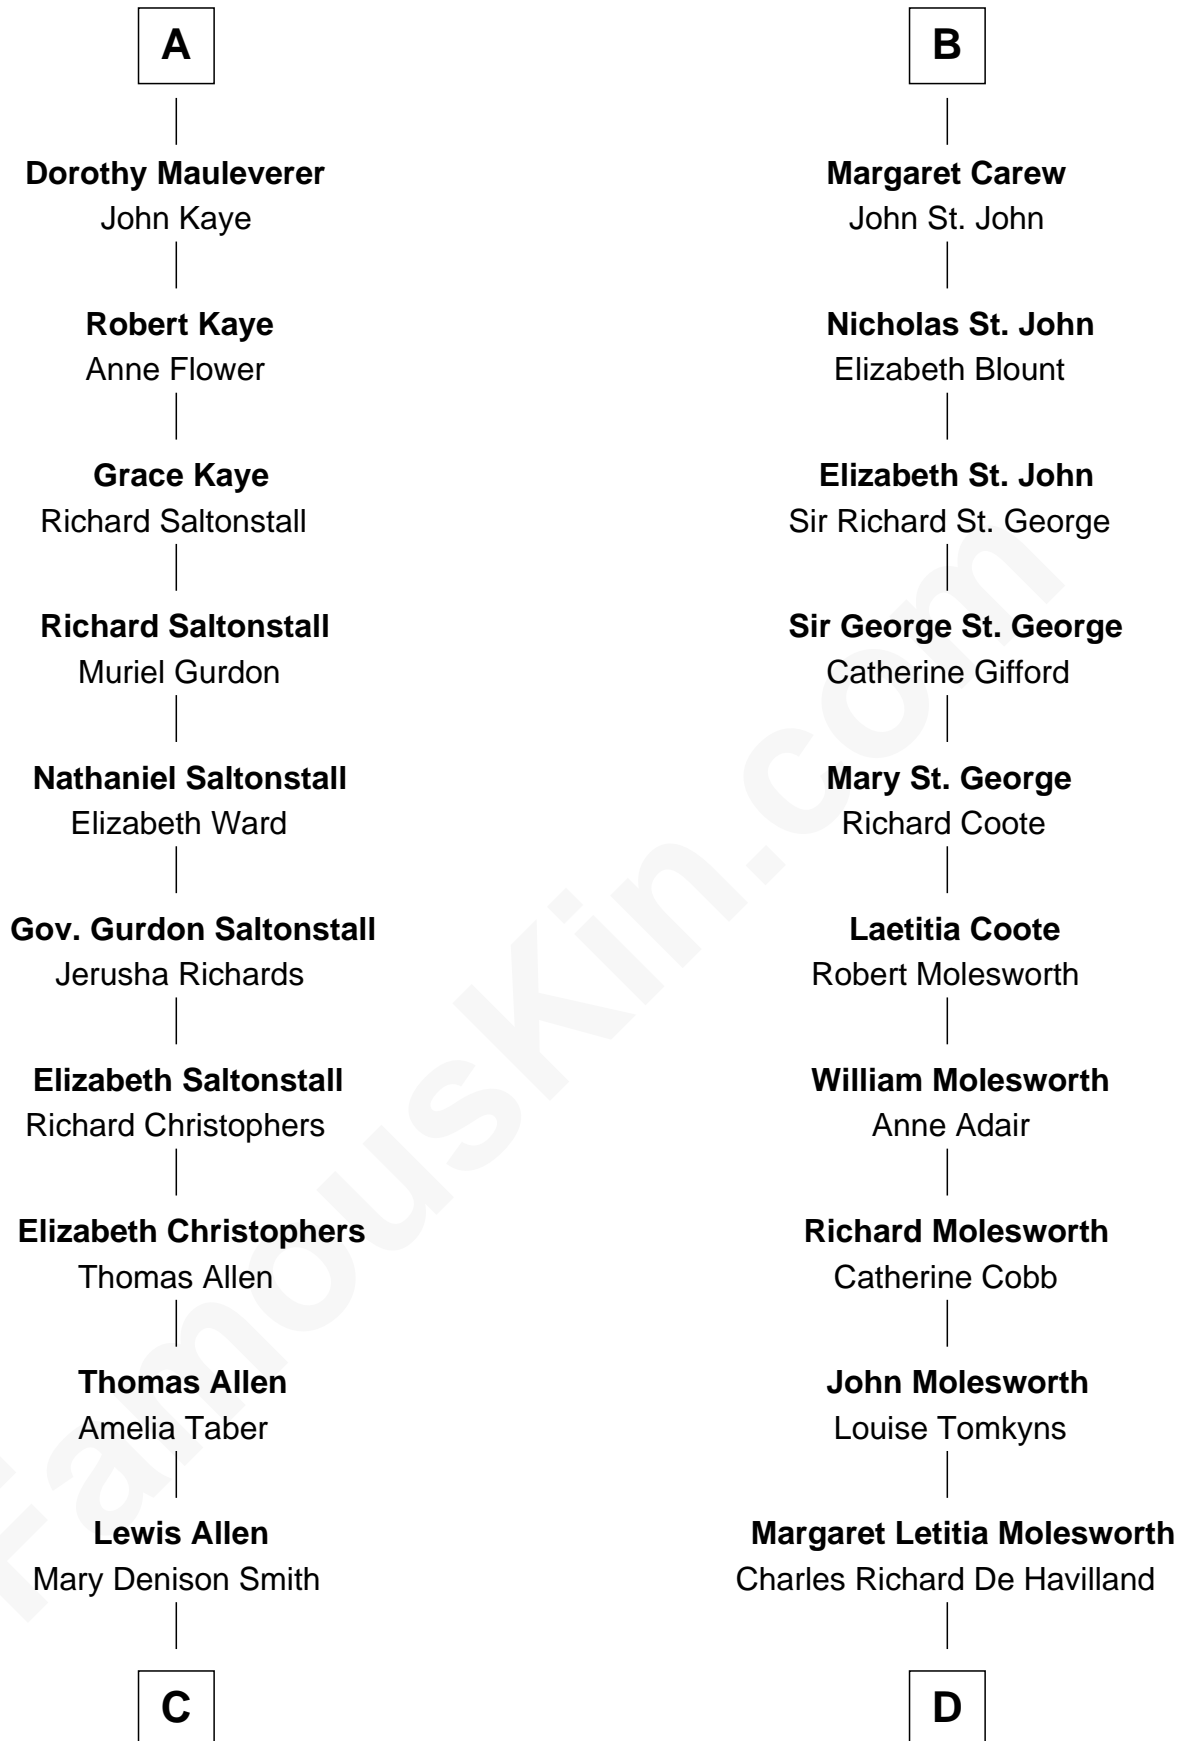 A
Dorothy Mauleverer
John Kaye
Robert Kaye
Anne Flower
Grace Kaye
Richard Saltonstall
Richard Saltonstall
Muriel Gurdon
Nathaniel Saltonstall
Elizabeth Ward
Gov. Gurdon Saltonstall
Jerusha Richards
Elizabeth Saltonstall
Richard Christophers
Elizabeth Christophers
Thomas Allen
Thomas Allen
Amelia Taber
Lewis Allen
Mary Denison Smith
C
B
Margaret Carew
John St. John
Nicholas St. John
Elizabeth Blount
Elizabeth St. John
Sir Richard St. George
Sir George St. George
Catherine Gifford
Mary St. George
Richard Coote
Laetitia Coote
Robert Molesworth
William Molesworth
Anne Adair
Richard Molesworth
Catherine Cobb
John Molesworth
Louise Tomkyns
Margaret Letitia Molesworth
Charles Richard De Havilland
D
FamousKin.com